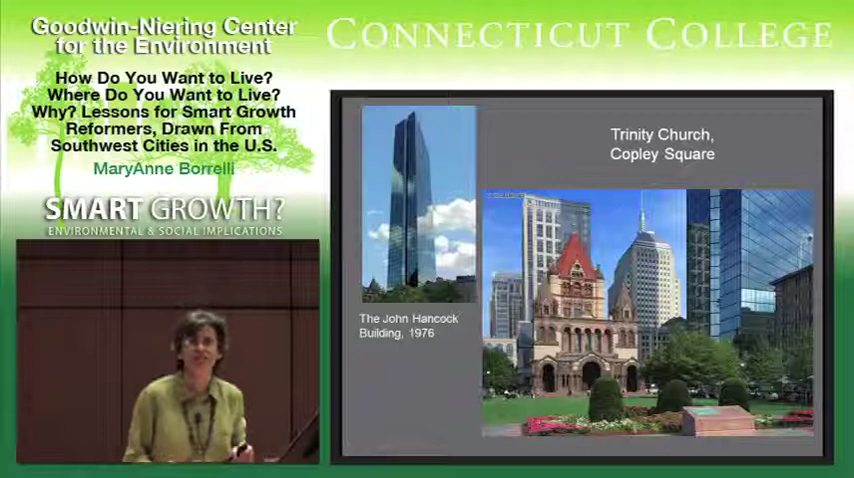 Goodwin-Niering Center
for the Environment
CONNECTICUT COLLEGE
How Do You Want to Live?
Where Do You Want to Live?
Why? Lessons for Smart Growth
Reformers, Drawn From
Southwest Cities in the U.S.
MaryAnne Borrelli
SMART GROWTH?
ENVIRONMENTAL & SOCIAL IMPLICATIONS
Trinity Church,
Copley Square
The John Hancock
Building, 1976